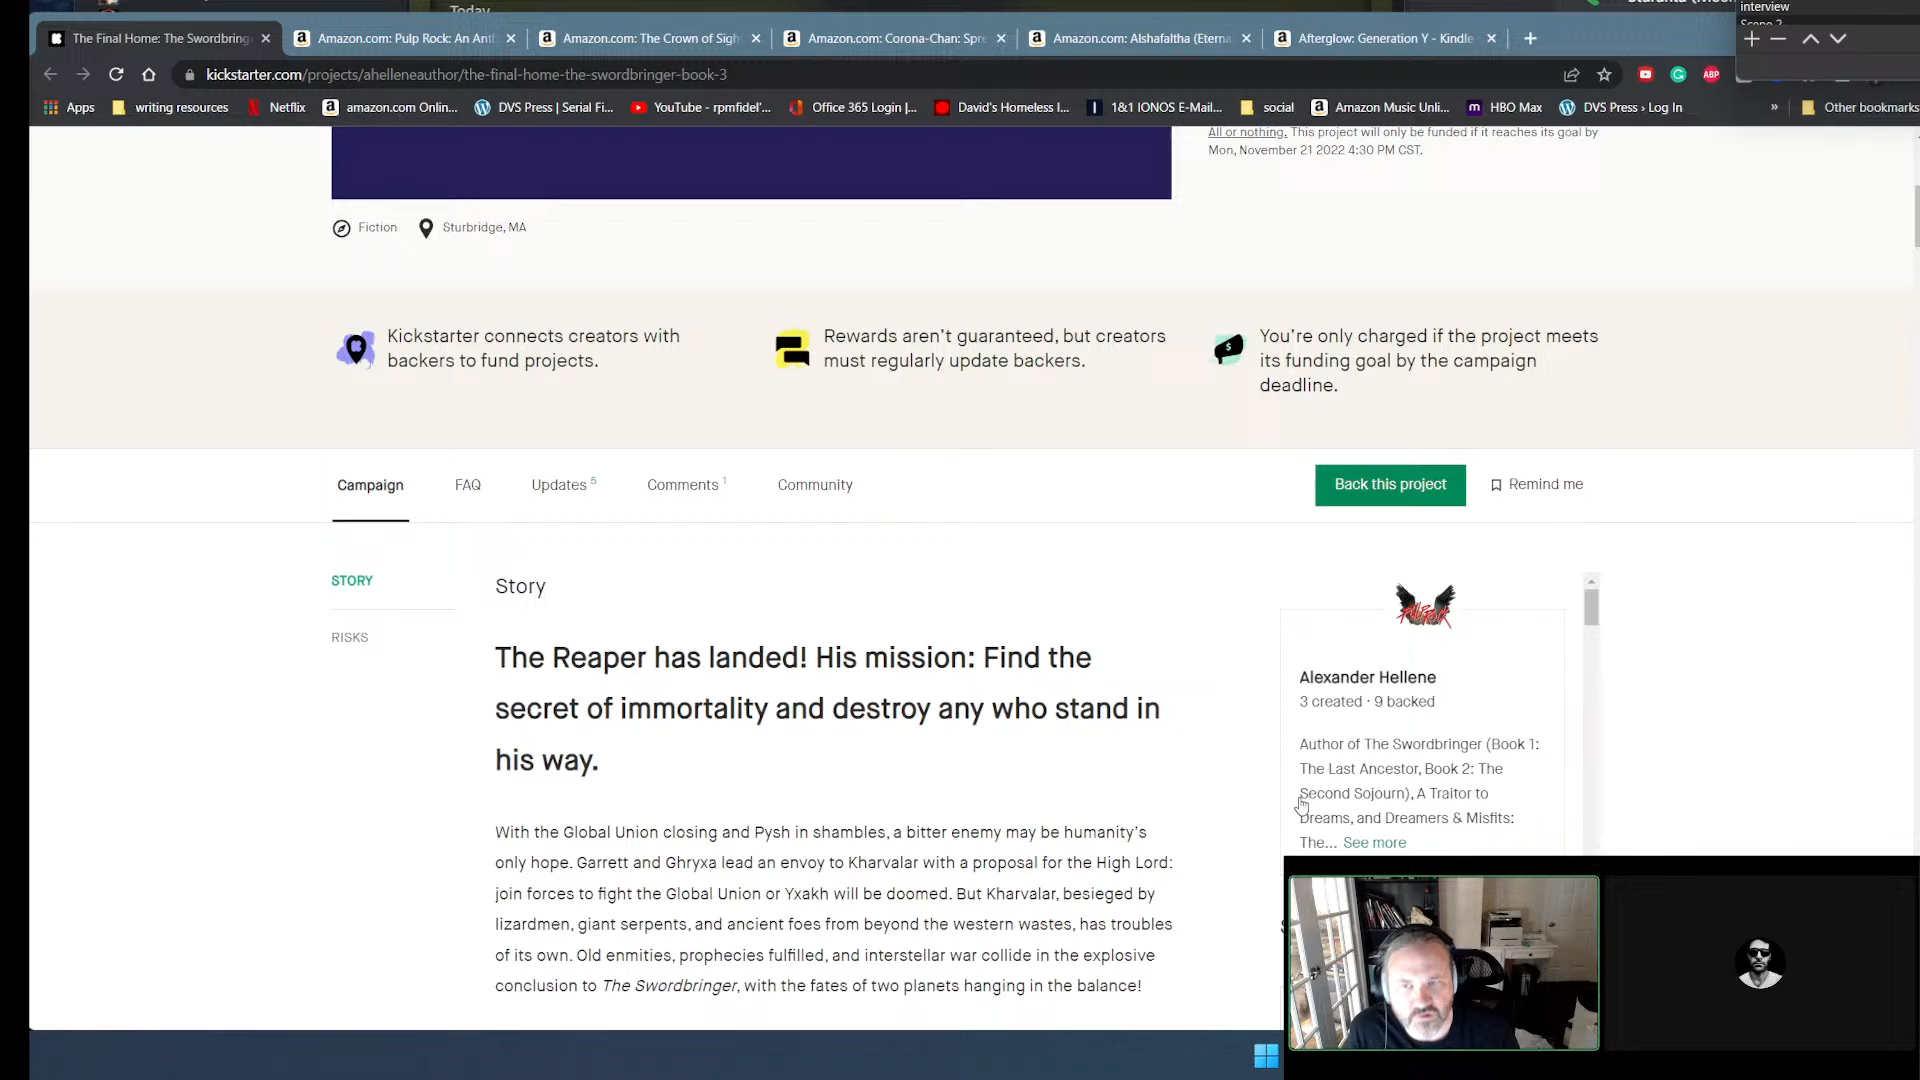 Today
interview
The Final Home: The Swordbring
Amazon.com: Pulp Rock: An Ant
Amazon.com: The Crown of Sigh
Amazon.com: Corona-Chan: Spre
Amazon.com: Alshafaltha (Eterna
Afterglow: Generation Y - Kindle
kickstarter.com/projects/ahelleneauthor/the-final-home-the-swordbringer-book-3
ABP
Apps
writing resources
Netflix
amazon.com Onlin...
DVS Press | Serial Fi...
YouTube - rpmfidel'...
Office 365 Login |...
David's Homeless I...
1&1 IONOS E-Mail...
social
Amazon Music Unli...
HBO Max
DVS Press › Log In
»
Other bookmarks
All or nothing. This project will only be funded if it reaches its goal by
Mon, November 21 2022 4:30 PM CST.
Fiction
Sturbridge, MA
Kickstarter connects creators with
backers to fund projects.
Rewards aren't guaranteed, but creators
must regularly update backers.
You're only charged if the project meets
its funding goal by the campaign
deadline.
Campaign
FAQ
Updates 5
Comments 1
Community
Back this project
Remind me
STORY
RISKS
Story
The Reaper has landed! His mission: Find the
secret of immortality and destroy any who stand in
his way.
With the Global Union closing and Pysh in shambles, a bitter enemy may be humanity's
only hope. Garrett and Ghryxa lead an envoy to Kharvalar with a proposal for the High Lord:
join forces to fight the Global Union or Yxakh will be doomed. But Kharvalar, besieged by
lizardmen, giant serpents, and ancient foes from beyond the western wastes, has troubles
of its own. Old enmities, prophecies fulfilled, and interstellar war collide in the explosive
conclusion to The Swordbringer, with the fates of two planets hanging in the balance!
Alexander Hellene
3 created · 9 backed
Author of The Swordbringer (Book 1:
The Last Ancestor, Book 2: The
Second Sojourn), A Traitor to
Dreams, and Dreamers & Misfits:
The... See more